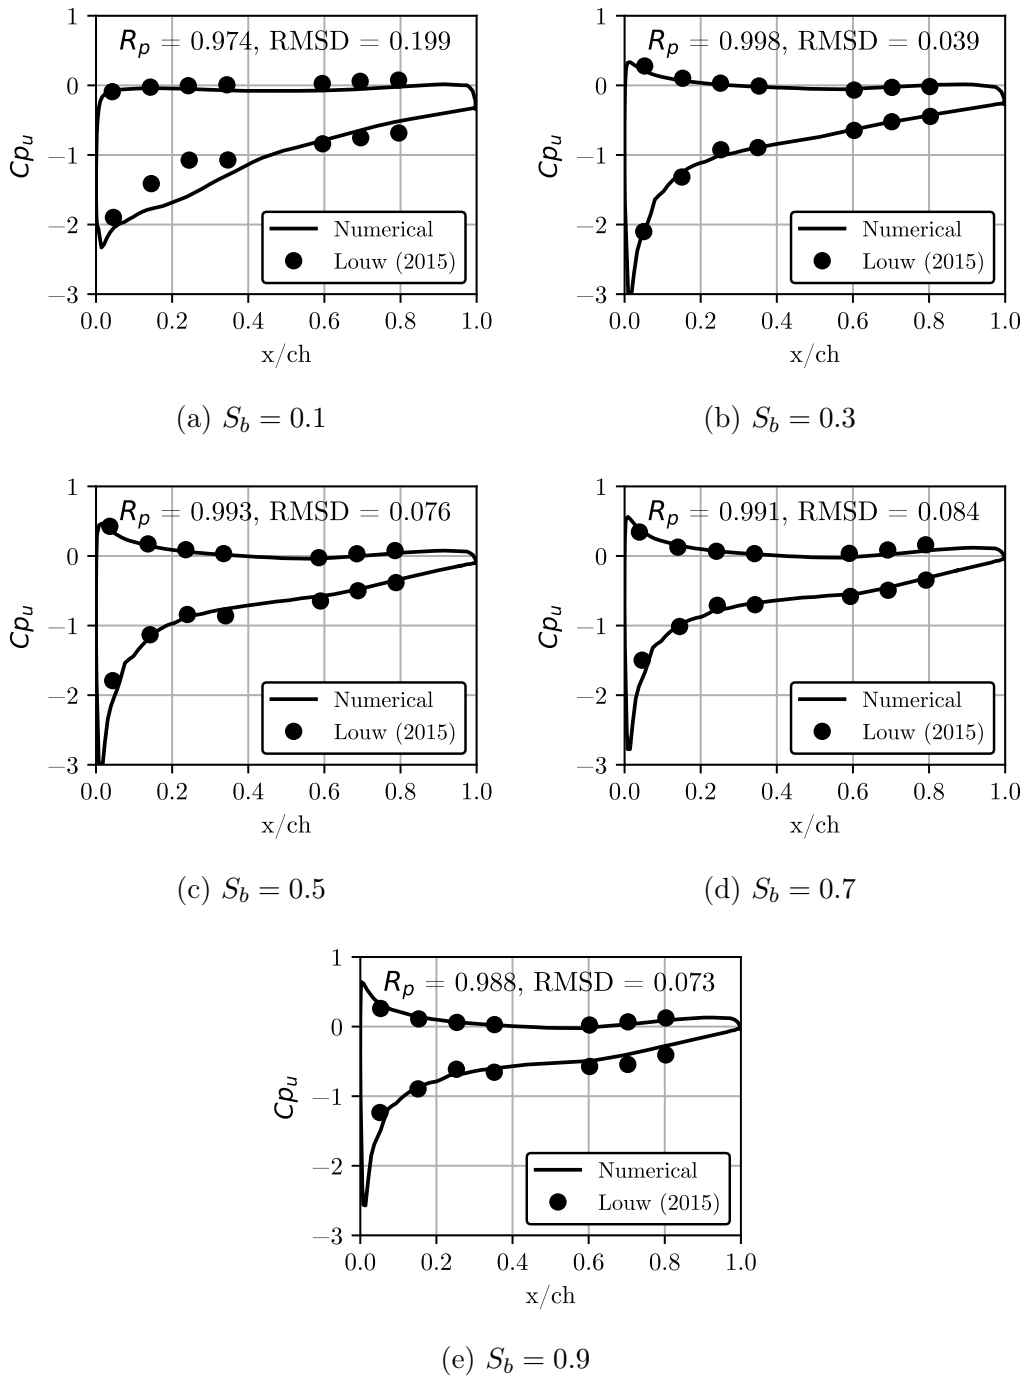 R_p = 0.974, RMSD = 0.199
1
0
−1
−2
−3
Cp_u
Numerical
Louw (2015)
0.0 0.2 0.4 0.6 0.8 1.0
x/ch
(a) S_b = 0.1
R_p = 0.998, RMSD = 0.039
1
0
−1
−2
−3
Cp_u
Numerical
Louw (2015)
0.0 0.2 0.4 0.6 0.8 1.0
x/ch
(b) S_b = 0.3
R_p = 0.993, RMSD = 0.076
1
0
−1
−2
−3
Cp_u
Numerical
Louw (2015)
0.0 0.2 0.4 0.6 0.8 1.0
x/ch
(c) S_b = 0.5
R_p = 0.991, RMSD = 0.084
1
0
−1
−2
−3
Cp_u
Numerical
Louw (2015)
0.0 0.2 0.4 0.6 0.8 1.0
x/ch
(d) S_b = 0.7
R_p = 0.988, RMSD = 0.073
1
0
−1
−2
−3
Cp_u
Numerical
Louw (2015)
0.0 0.2 0.4 0.6 0.8 1.0
x/ch
(e) S_b = 0.9